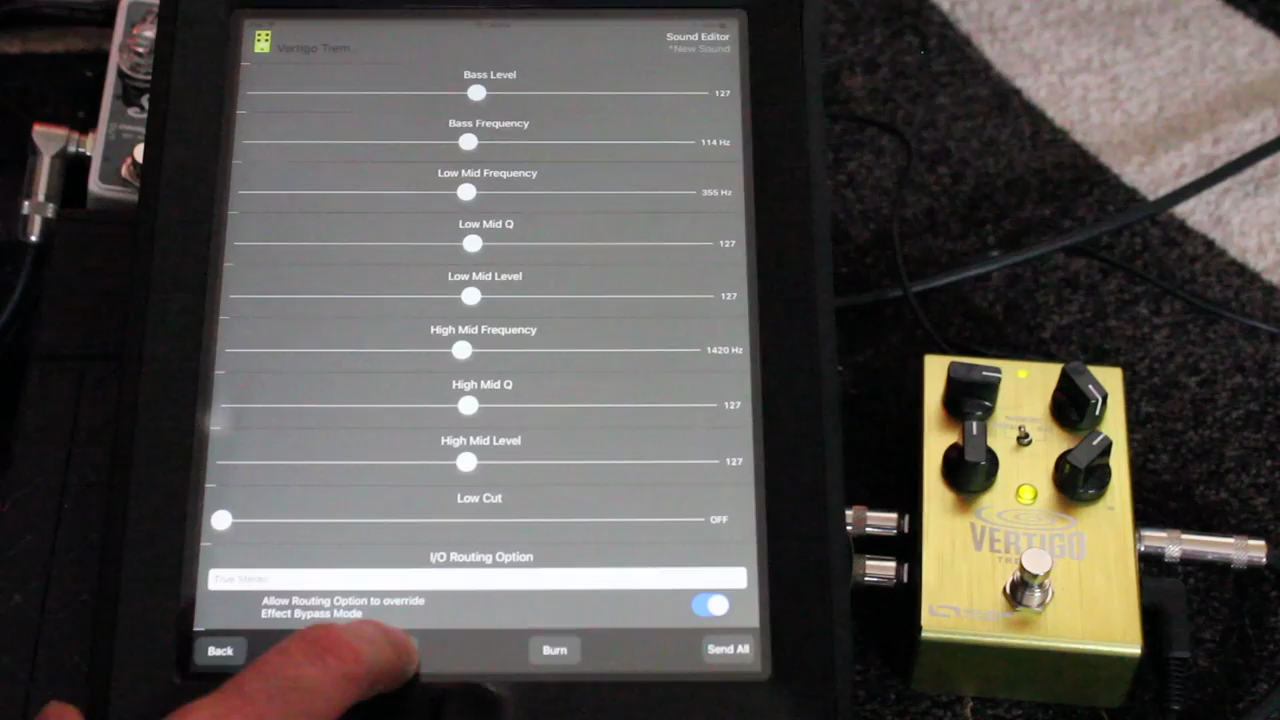 Vertigo Trem
Sound Editor
*New Sound
Bass Level
127
Bass Frequency
114 Hz
Low Mid Frequency
355 Hz
Low Mid Q
127
Low Mid Level
127
High Mid Frequency
1420 Hz
High Mid Q
127
High Mid Level
127
Low Cut
OFF
I/O Routing Option
True Stereo
Allow Routing Option to override
Effect Bypass Mode
Back
Burn
Send All
VERTIGO